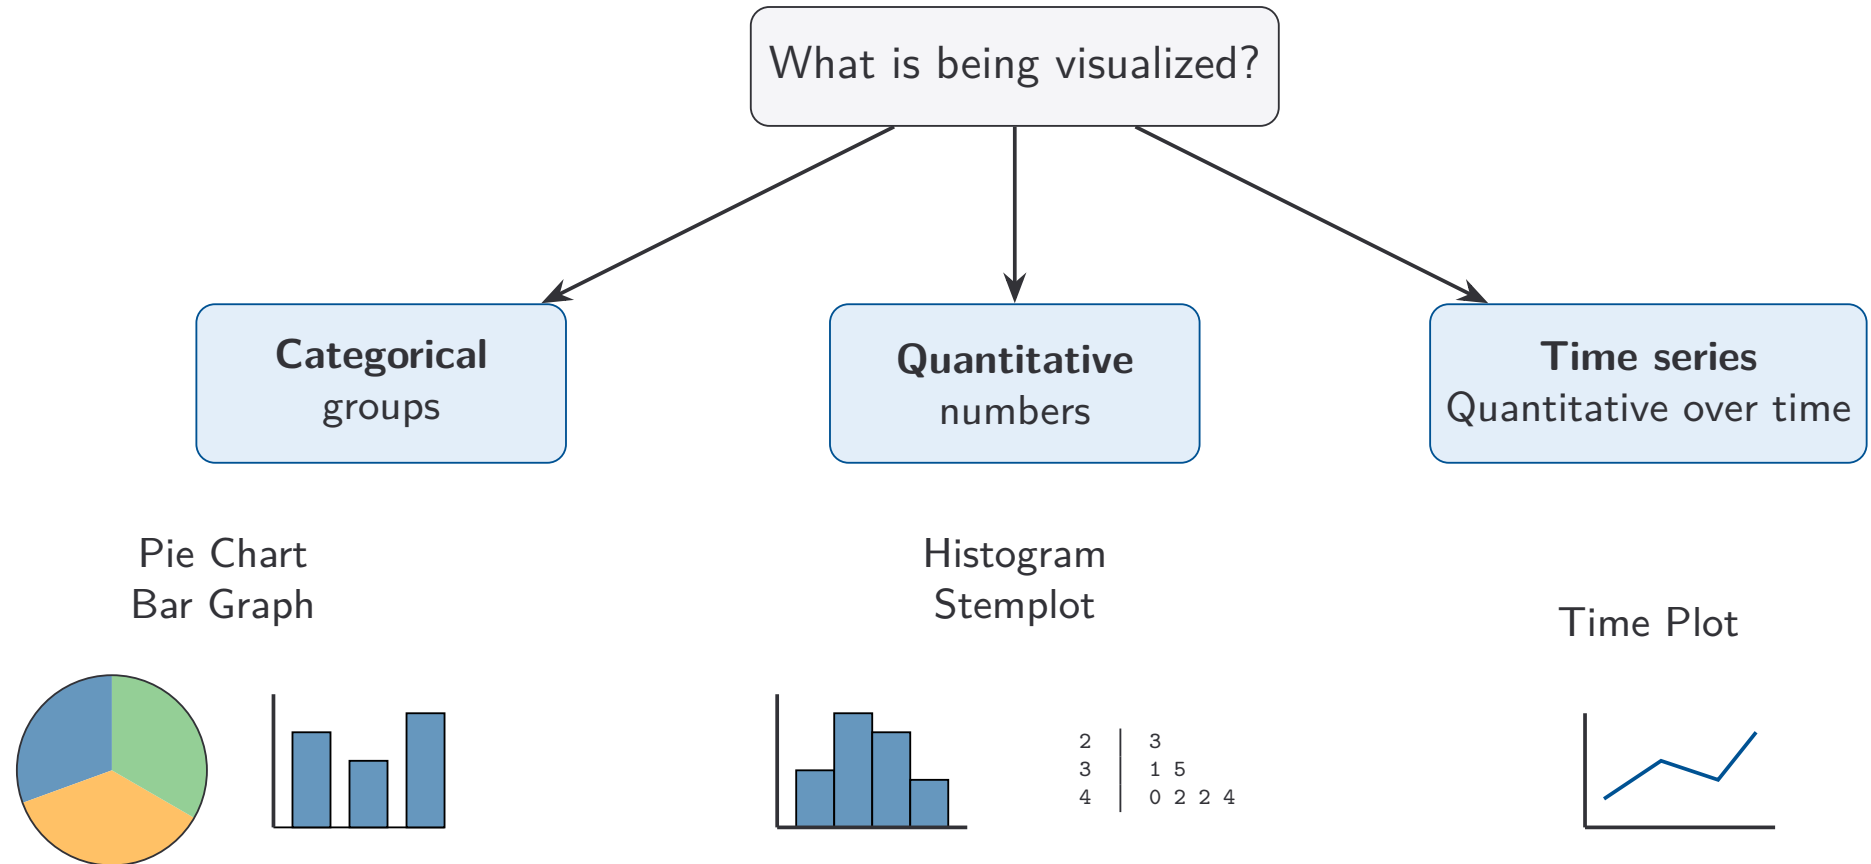 What is being visualized?
Categorical
groups
Quantitative
numbers
Time series
Quantitative over time
Pie Chart
Bar Graph
Histogram
Stemplot
Time Plot
2 | 3
3 | 1 5
4 | 0 2 2 4